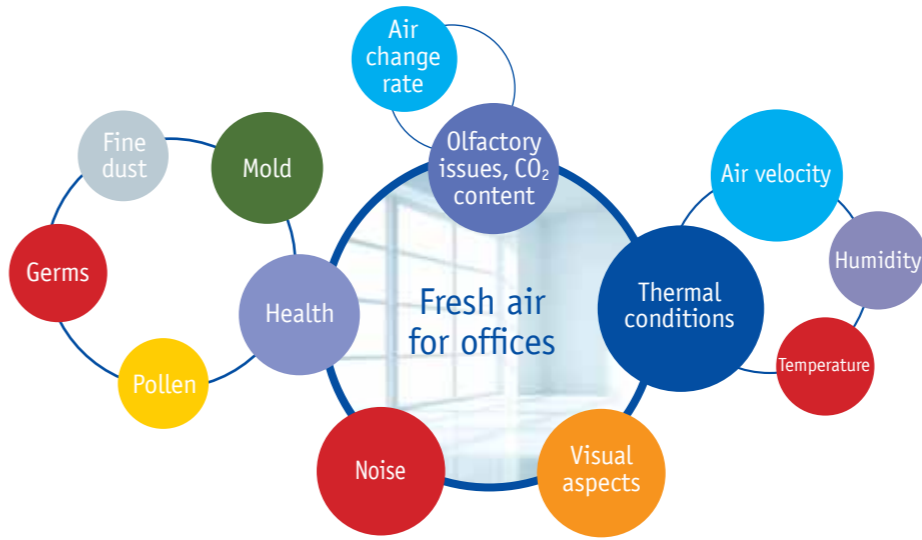 Air
change
rate
Olfactory
issues, CO₂
content
Fine
dust
Mold
Germs
Health
Pollen
Fresh air
for offices
Air velocity
Humidity
Thermal
conditions
Temperature
Noise
Visual
aspects